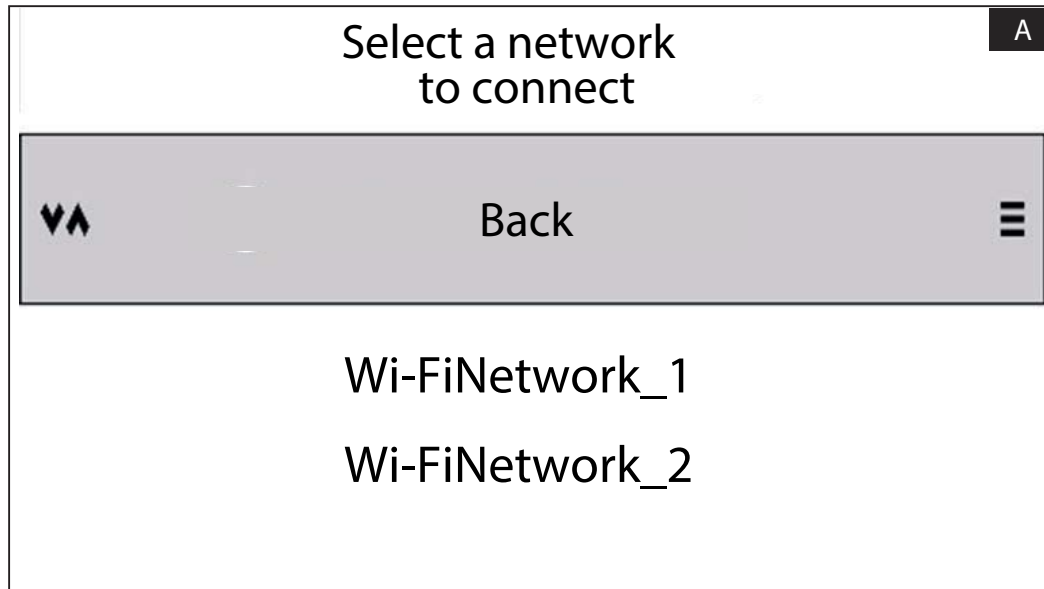 Select a network
to connect
A
Back
Wi-FiNetwork_1
Wi-FiNetwork_2